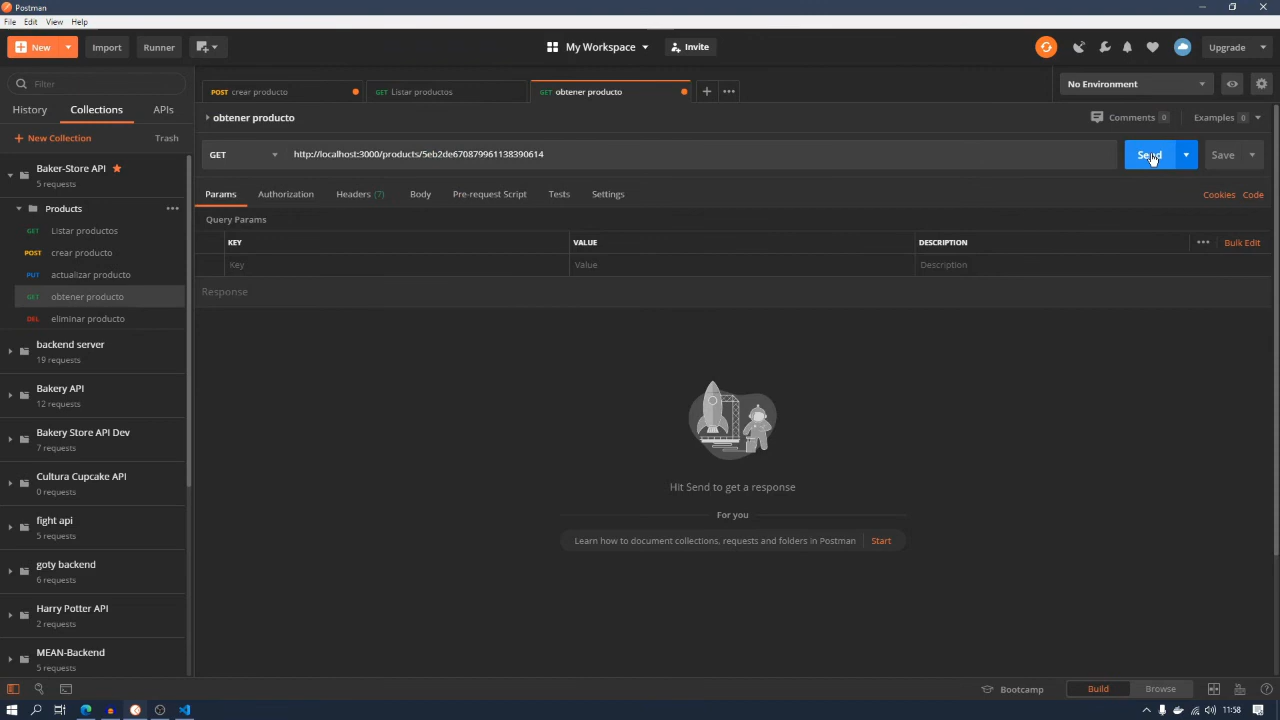 Postman
File Edit View Help
New Import Runner My Workspace Invite Upgrade
Filter
History Collections APIs
New Collection Trash
Baker-Store API
5 requests
Products
Listar productos
POST crear producto
PUT actualizar producto
GET obtener producto
DEL eliminar producto
backend server
19 requests
Bakery API
12 requests
Bakery Store API Dev
7 requests
Cultura Cupcake API
0 requests
fight api
5 requests
goty backend
6 requests
Harry Potter API
2 requests
MEAN-Backend
5 requests
POST crear producto GET Listar productos GET obtener producto No Environment
obtener producto Comments 0 Examples 0
GET http://localhost:3000/products/5eb2de670879961138390614 Send Save
Params Authorization Headers (7) Body Pre-request Script Tests Settings Cookies Code
Query Params
KEY VALUE DESCRIPTION Bulk Edit
Key Value Description
Response
Hit Send to get a response
For you
Learn how to document collections, requests and folders in Postman Start
Bootcamp Build Browse
11:58